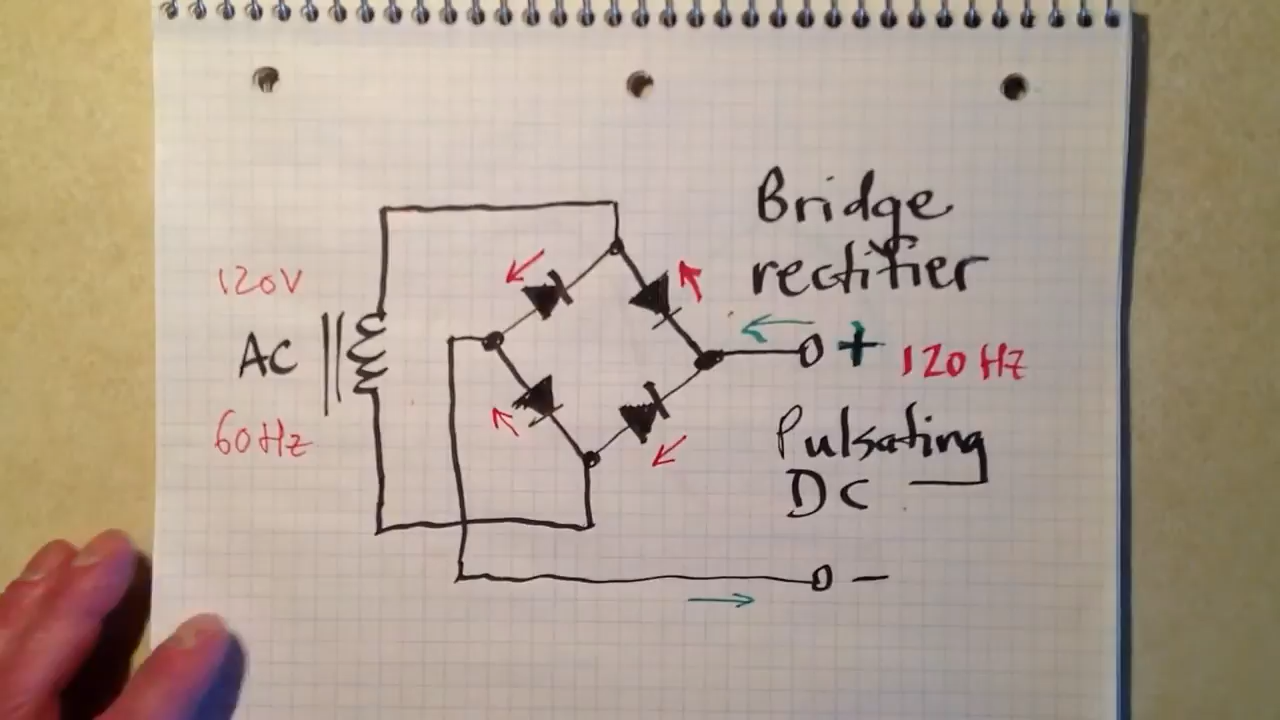 Bridge
rectifier
120V
AC
60Hz
+
120 Hz
Pulsating
DC
−